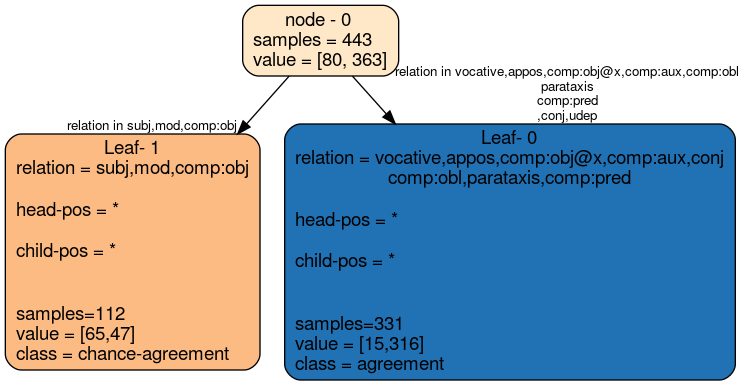 node - 0
samples = 443
value = [80, 363]
relation in vocative,appos,comp:obj@x,comp:aux,comp:obl
parataxis
comp:pred
,conj,udep
relation in subj,mod,comp:obj
Leaf- 1
relation = subj,mod,comp:obj
head-pos = *
child-pos = *
samples=112
value = [65,47]
class = chance-agreement
Leaf- 0
relation = vocative,appos,comp:obj@x,comp:aux,conj
comp:obl,parataxis,comp:pred
head-pos = *
child-pos = *
samples=331
value = [15,316]
class = agreement